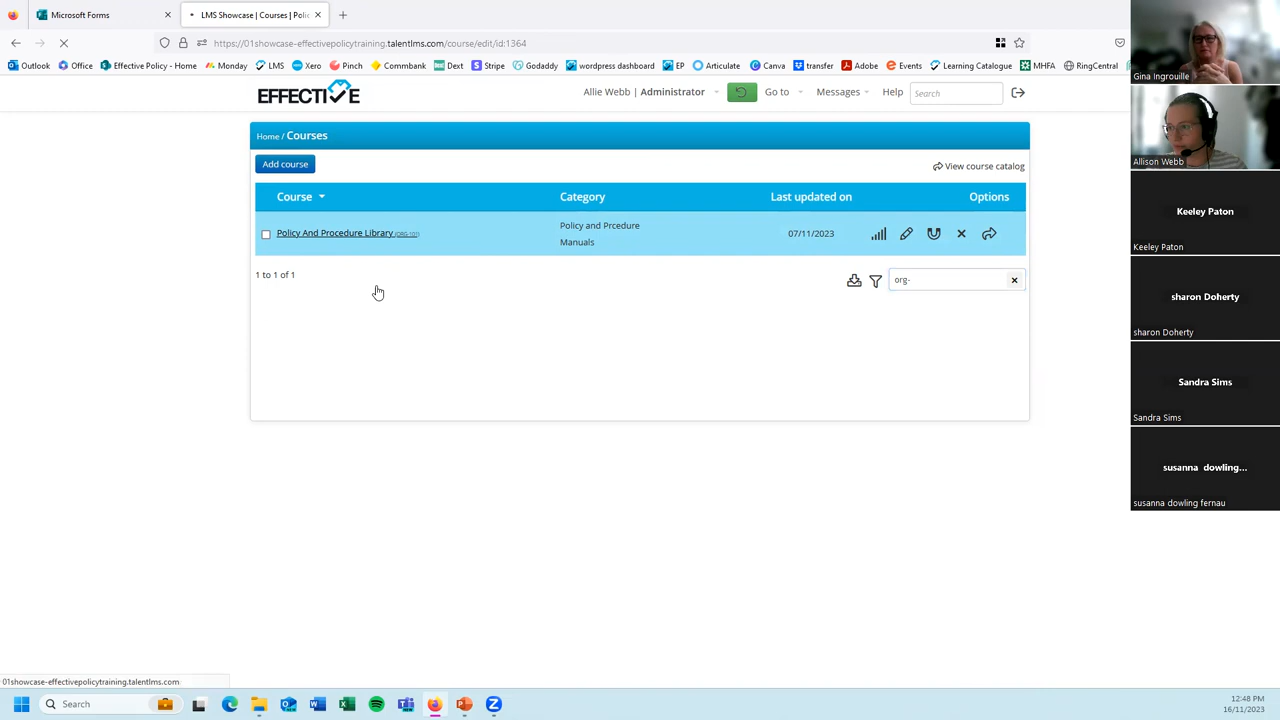 Microsoft Forms
LMS Showcase | Courses | Poli
https://01showcase-effectivepolicytraining.talentlms.com/course/edit/id:1364
Outlook Office Effective Policy - Home Monday LMS Xero Pinch Commbank Dext Stripe Godaddy wordpress dashboard EP Articulate Canva transfer Adobe Events Learning Catalogue MHFA RingCentral
EFFECTIVE
Allie Webb | Administrator
Go to
Messages
Help
Search
Home / Courses
Add course
View course catalog
Course Category Last updated on Options
Policy And Procedure Library (ORG-101)
Policy and Prcedure
Manuals
07/11/2023
1 to 1 of 1
org-
Gina Ingrouille
Allison Webb
Keeley Paton
Keeley Paton
sharon Doherty
sharon Doherty
Sandra Sims
Sandra Sims
susanna dowling...
susanna dowling fernau
01showcase-effectivepolicytraining.talentlms.com
Search
12:48 PM
16/11/2023